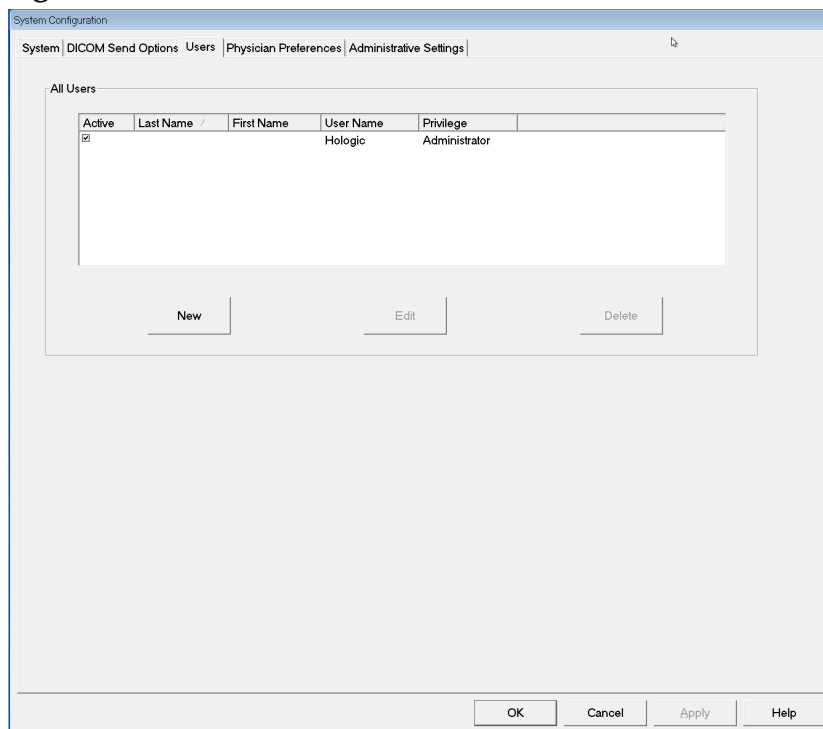 System Configuration
System DICOM Send Options Users Physician Preferences Administrative Settings
All Users
Active Last Name First Name User Name Privilege
Hologic Administrator
New Edit Delete
OK Cancel Apply Help